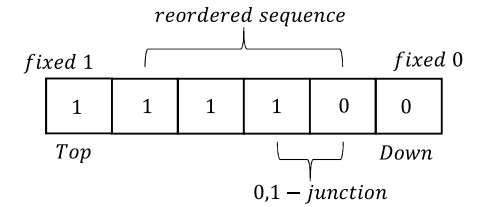 reordered sequence
fixed 1
fixed 0
1 1 1 1 0 0
Top
Down
0,1 − junction